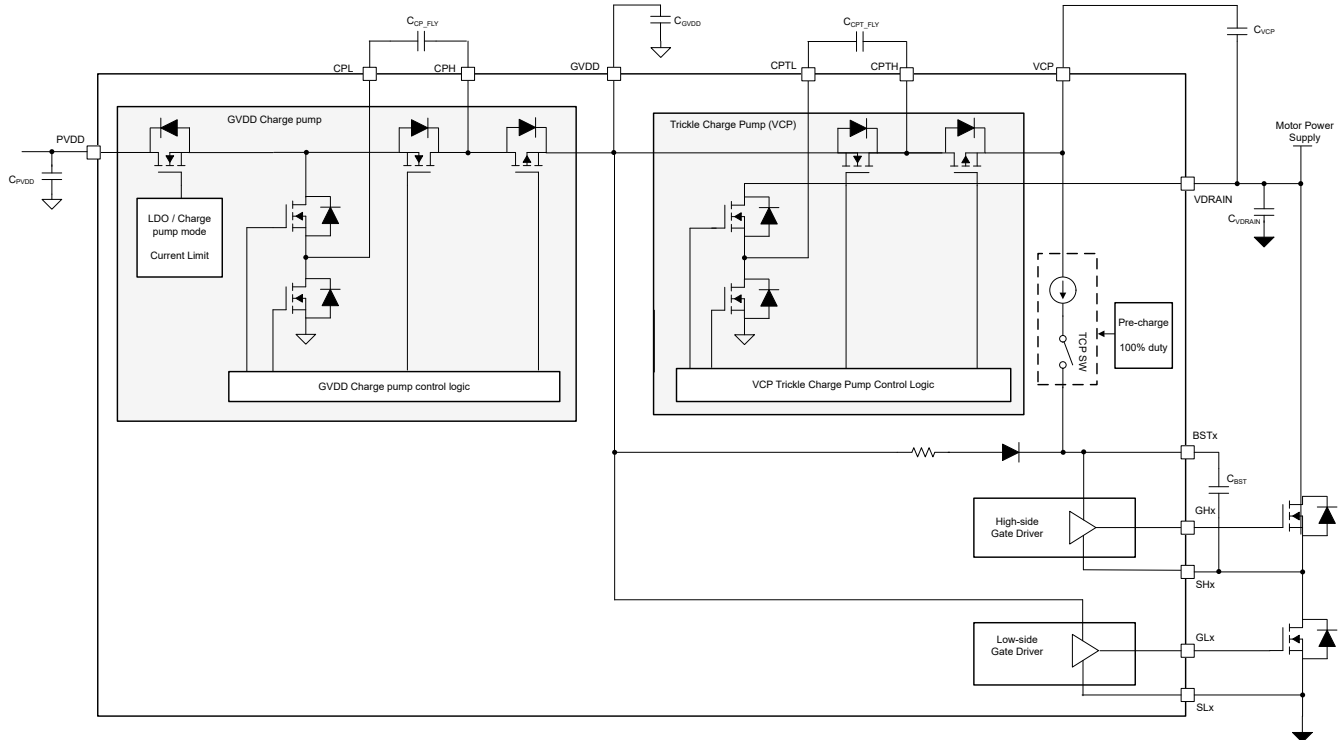 CCP_FLY
CGVDD
CCPT_FLY
CVCP
CPL
CPH
GVDD
CPTL
CPTH
VCP
GVDD Charge pump
Trickle Charge Pump (VCP)
Motor Power
Supply
PVDD
CPVDD
VDRAIN
CVDRAIN
LDO / Charge
pump mode
Current Limit
TCP SW
Pre-charge
100% duty
GVDD Charge pump control logic
VCP Trickle Charge Pump Control Logic
BSTx
CBST
High-side
Gate Driver
GHx
SHx
Low-side
Gate Driver
GLx
SLx